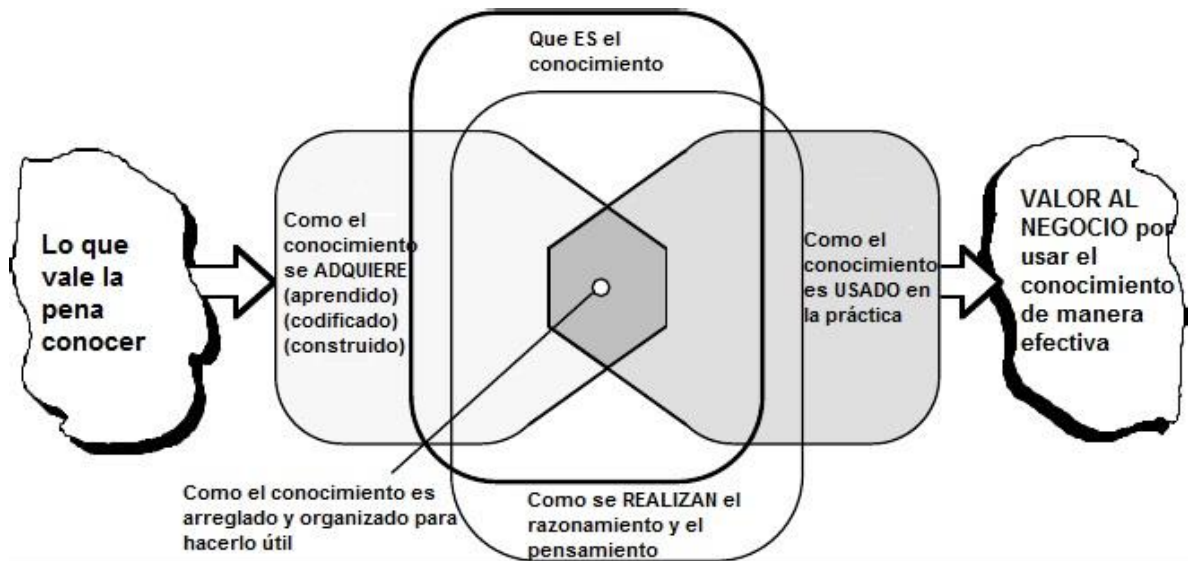 Que ES el
conocimiento
Lo que
vale la
pena
conocer
Como el
conocimiento
se ADQUIERE
(aprendido)
(codificado)
(construido)
Como el
conocimiento
es USADO en
la práctica
VALOR AL
NEGOCIO por
usar el
conocimiento
de manera
efectiva
Como el conocimiento es
arreglado y organizado para
hacerlo útil
Como se REALIZAN el
razonamiento y el
pensamiento